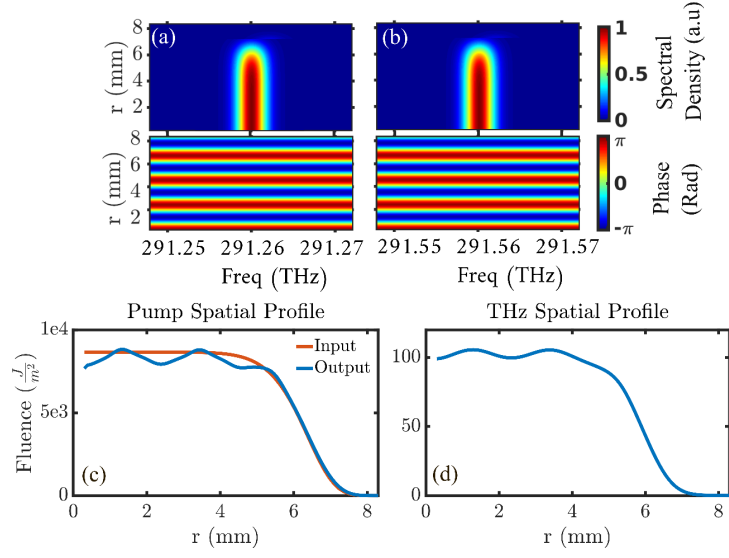 (a)
8
6
4
2
r (mm)
(b)
1
0.5
0
Spectral
Density (a.u)
8
6
4
2
r (mm)
π
0
-π
Phase
(Rad)
291.25 291.26 291.27
Freq (THz)
291.55 291.56 291.57
Freq (THz)
Pump Spatial Profile
1e4
5e3
0
Fluence (J/m²)
Input
Output
(c)
0 2 4 6 8
r (mm)
THz Spatial Profile
100
50
0
(d)
0 2 4 6 8
r (mm)